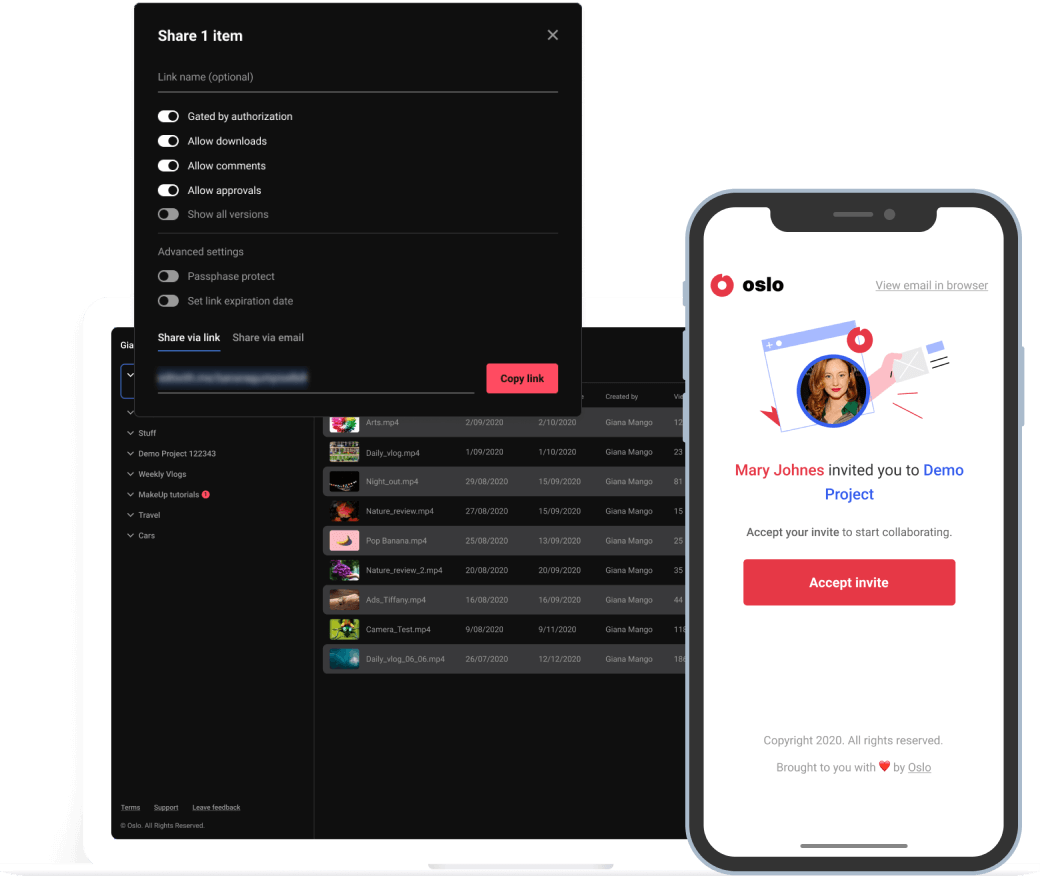 Share 1 item
Link name (optional)
Gated by authorization
Allow downloads
Allow comments
Allow approvals
Show all versions
Advanced settings
Passphase protect
Set link expiration date
Share via link Share via email
Copy link
Gia
Stuff
Demo Project 122343
Weekly Vlogs
MakeUp tutorials 1
Travel
Cars
Terms Support Leave feedback
© Oslo. All Rights Reserved.
Created by
Arts.mp4 2/09/2020 2/10/2020 Giana Mango 12
Daily_vlog.mp4 1/09/2020 1/10/2020 Giana Mango 23
Night_out.mp4 29/08/2020 15/09/2020 Giana Mango 81
Nature_review.mp4 27/08/2020 15/09/2020 Giana Mango 15
Pop Banana.mp4 25/08/2020 13/09/2020 Giana Mango 25
Nature_review_2.mp4 20/08/2020 20/09/2020 Giana Mango 35
Ads_Tiffany.mp4 16/08/2020 16/09/2020 Giana Mango 44
Camera_Test.mp4 9/08/2020 9/11/2020 Giana Mango 118
Daily_vlog_06_06.mp4 26/07/2020 12/12/2020 Giana Mango 186
oslo
View email in browser
Mary Johnes invited you to Demo
Project
Accept your invite to start collaborating.
Accept invite
Copyright 2020. All rights reserved.
Brought to you with ❤️ by Oslo